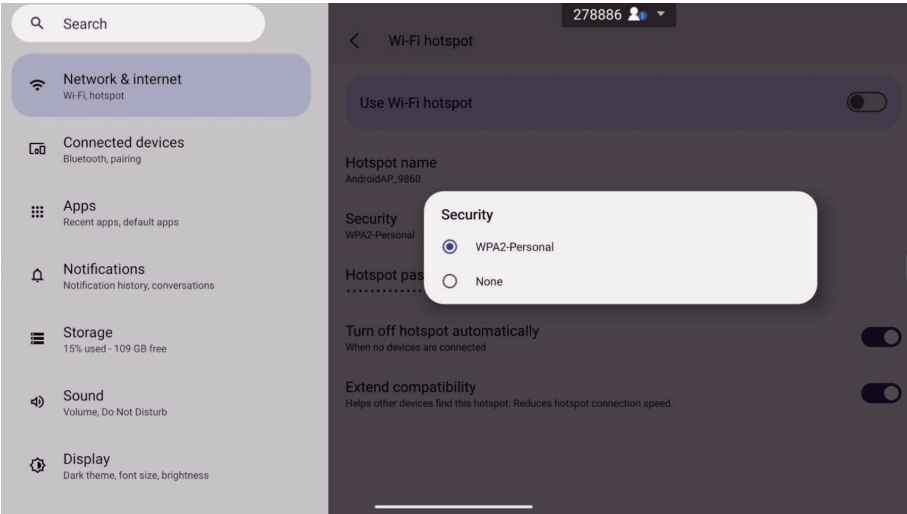 Search
Network & internet
Wi-Fi, hotspot
Connected devices
Bluetooth, pairing
Apps
Recent apps, default apps
Notifications
Notification history, conversations
Storage
15% used - 109 GB free
Sound
Volume, Do Not Disturb
Display
Dark theme, font size, brightness
278886
Wi-Fi hotspot
Use Wi-Fi hotspot
Hotspot name
AndroidAP_9860
Security
WPA2-Personal
Hotspot pas
Security
WPA2-Personal
None
Turn off hotspot automatically
When no devices are connected
Extend compatibility
Helps other devices find this hotspot. Reduces hotspot connection speed.